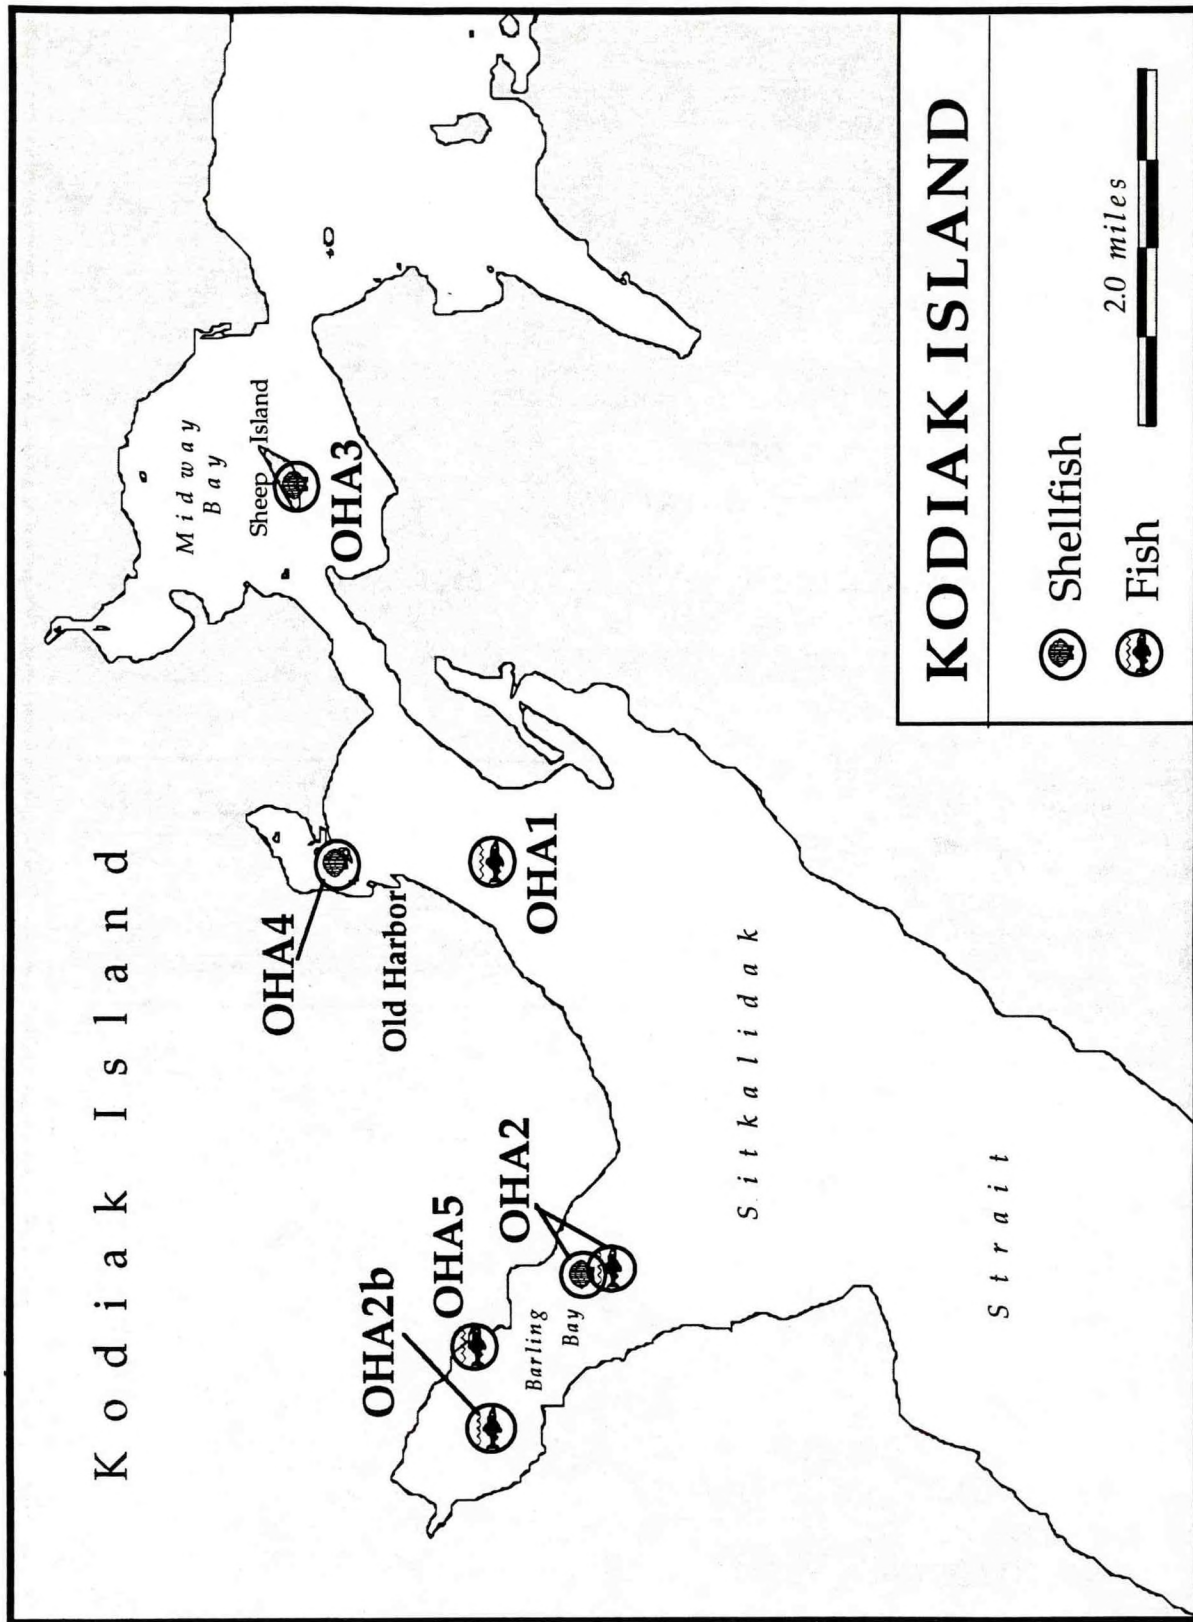 Kodiak Island
Midway
Bay
Sheep Island
OHA3
OHA4
Old Harbor
OHA1
OHA2b
OHA5
OHA2
Barling
Bay
Sitkalidak
Strait
KODIAK ISLAND
Shellfish
Fish
2.0 miles